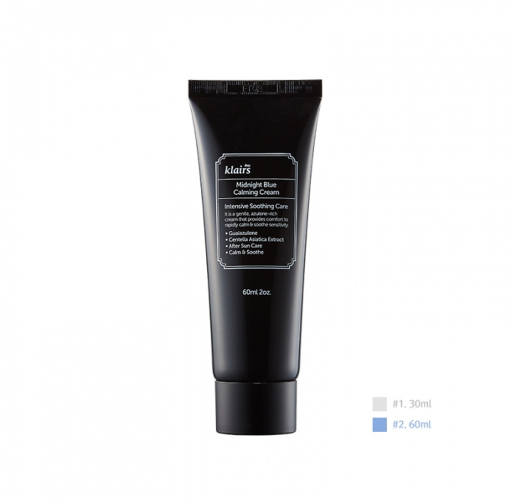 klairs
Midnight Blue
Calming Cream
Intensive Soothing Care
It is a gentle, azulene-rich
cream that provides comfort to
rapidly calm & soothe sensitivity.
• Guaiazulene
• Centella Asiatica Extract
• After Sun Care
• Calm & Soothe
60ml 2oz.
#1, 30ml
#2, 60ml